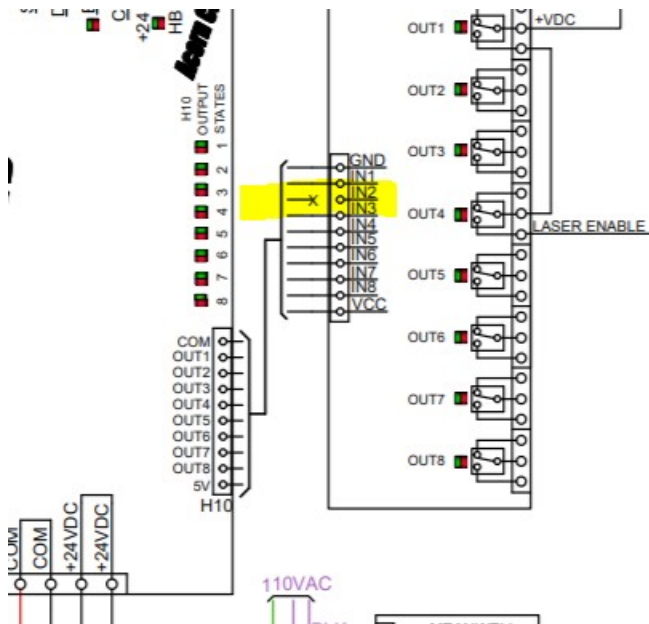 +24
HB
Acorn
H10
OUTPUT
STATES
1
2
3
4
5
6
7
8
COM
OUT1
OUT2
OUT3
OUT4
OUT5
OUT6
OUT7
OUT8
5V
H10
GND
IN1
X
IN2
IN3
IN4
IN5
IN6
IN7
IN8
VCC
OUT1
+VDC
OUT2
OUT3
OUT4
LASER ENABLE
OUT5
OUT6
OUT7
OUT8
COM
COM
+24VDC
+24VDC
110VAC